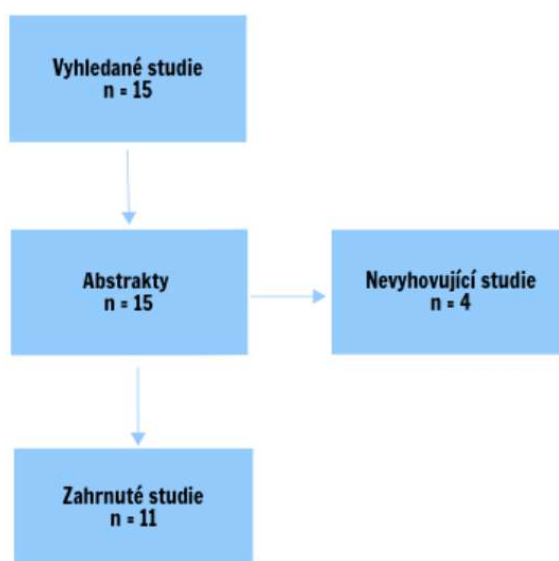 Vyhledané studie
n = 15
Abstrakty
n = 15
Nevyhovující studie
n = 4
Zahrnuté studie
n = 11